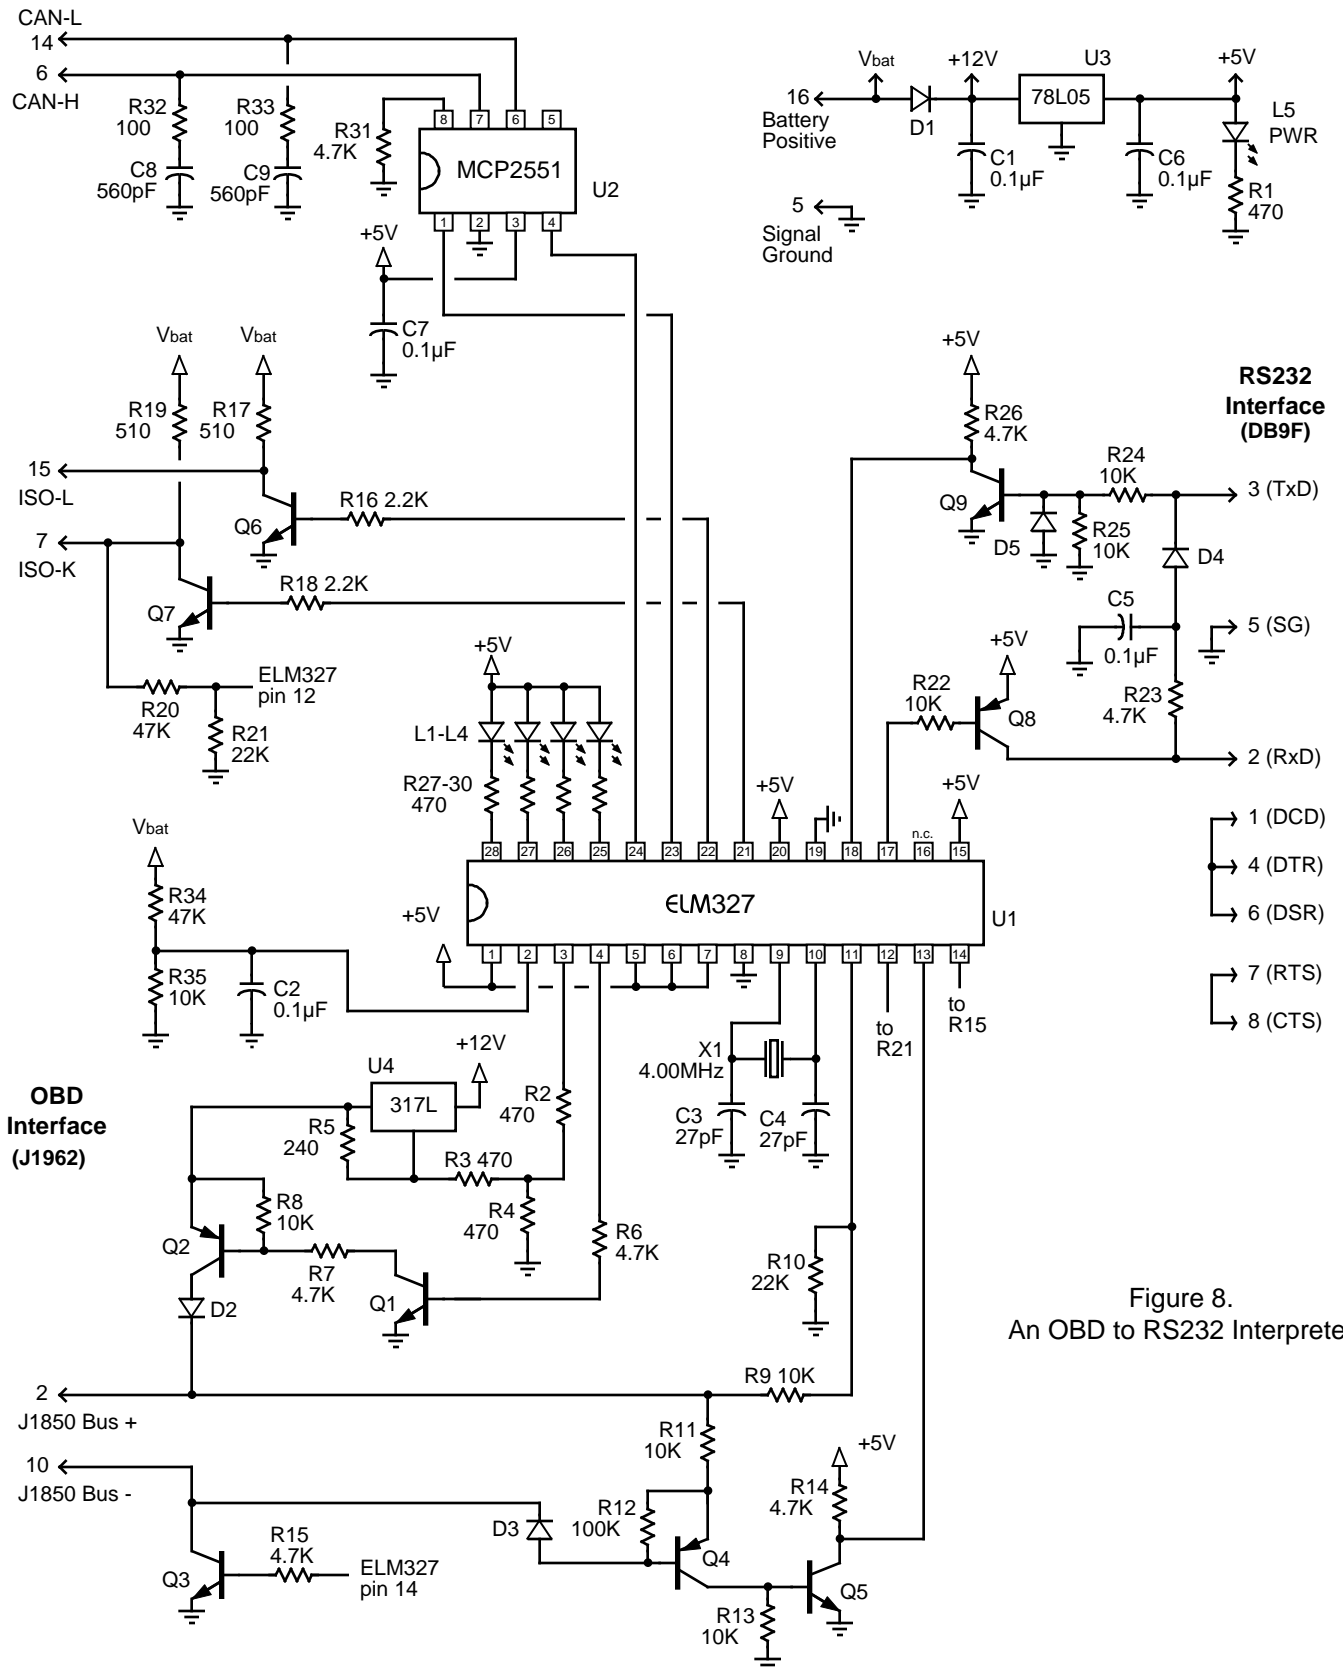 CAN-L
14
6
CAN-H
R32
100
R33
100
C8
560pF
C9
560pF
R31
4.7K
8 7 6 5
MCP2551
U2
1 2 3 4
+5V
C7
0.1µF
Vbat
+12V
U3
+5V
16
Battery
Positive
D1
78L05
L5
PWR
C1
0.1µF
C6
0.1µF
R1
470
5
Signal
Ground
Vbat
Vbat
R19
510
R17
510
15
ISO-L
7
ISO-K
Q6
R16 2.2K
Q7
R18 2.2K
R20
47K
R21
22K
ELM327
pin 12
+5V
R26
4.7K
RS232
Interface
(DB9F)
R24
10K
3 (TxD)
Q9
D5
R25
10K
D4
C5
0.1µF
5 (SG)
+5V
R22
10K
Q8
R23
4.7K
2 (RxD)
+5V
L1-L4
R27-30
470
+5V
+5V
n.c.
1 (DCD)
4 (DTR)
6 (DSR)
7 (RTS)
8 (CTS)
28 27 26 25 24 23 22 21 20 19 18 17 16 15
ELM327
U1
1 2 3 4 5 6 7 8 9 10 11 12 13 14
+5V
Vbat
R34
47K
R35
10K
C2
0.1µF
to
R21
to
R15
X1
4.00MHz
C3
27pF
C4
27pF
OBD
Interface
(J1962)
U4
+12V
317L
R5
240
R2
470
R3 470
R4
470
R8
10K
Q2
R7
4.7K
Q1
R6
4.7K
D2
R10
22K
Figure 8.
An OBD to RS232 Interprete
2
J1850 Bus +
R9 10K
R11
10K
10
J1850 Bus -
+5V
R14
4.7K
D3
R12
100K
Q4
Q3
R15
4.7K
ELM327
pin 14
R13
10K
Q5